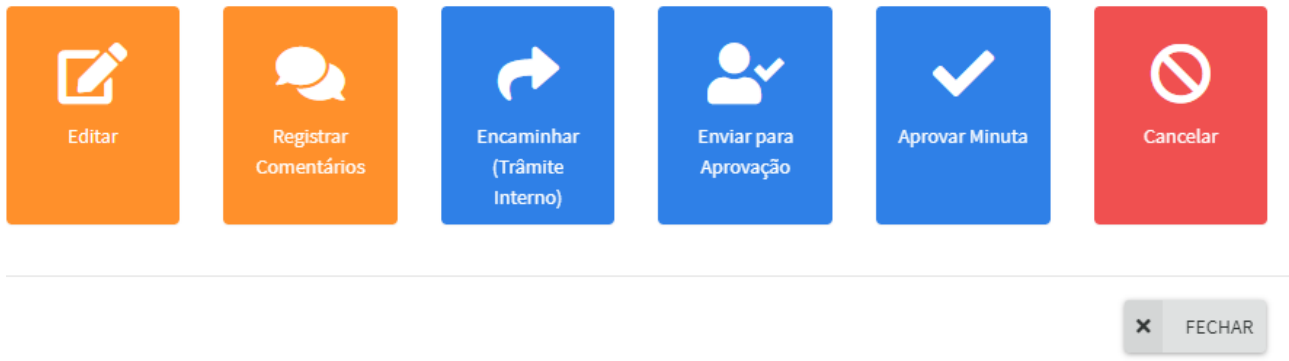 Editar
Registrar
Comentários
Encaminhar
(Trâmite
Interno)
Enviar para
Aprovação
Aprovar Minuta
Cancelar
FECHAR